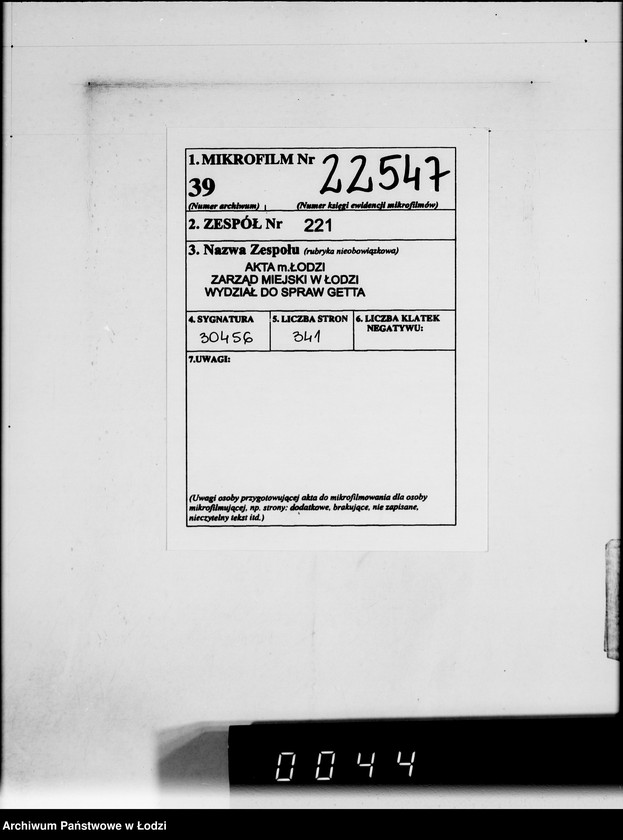 1. MIKROFILM Nr 22547
39
(Numer archiwum) (Numer księgi ewidencji mikrofilmów)
2. ZESPÓŁ Nr 221
3. Nazwa Zespołu (rubryka nieobowiązkowa)
AKTA m.ŁODZI
ZARZĄD MIEJSKI W ŁODZI
WYDZIAŁ DO SPRAW GETTA
4. SYGNATURA 5. LICZBA STRON 6. LICZBA KLATEK
NEGATYWU:
30456 341
7.UWAGI:
(Uwagi osoby przygotowującej akta do mikrofilmowania dla osoby
mikrofilmującej, np. strony: dodatkowe, brakujące, nie zapisane,
nieczytelny tekst itd.)
0044
Archiwum Państwowe w Łodzi